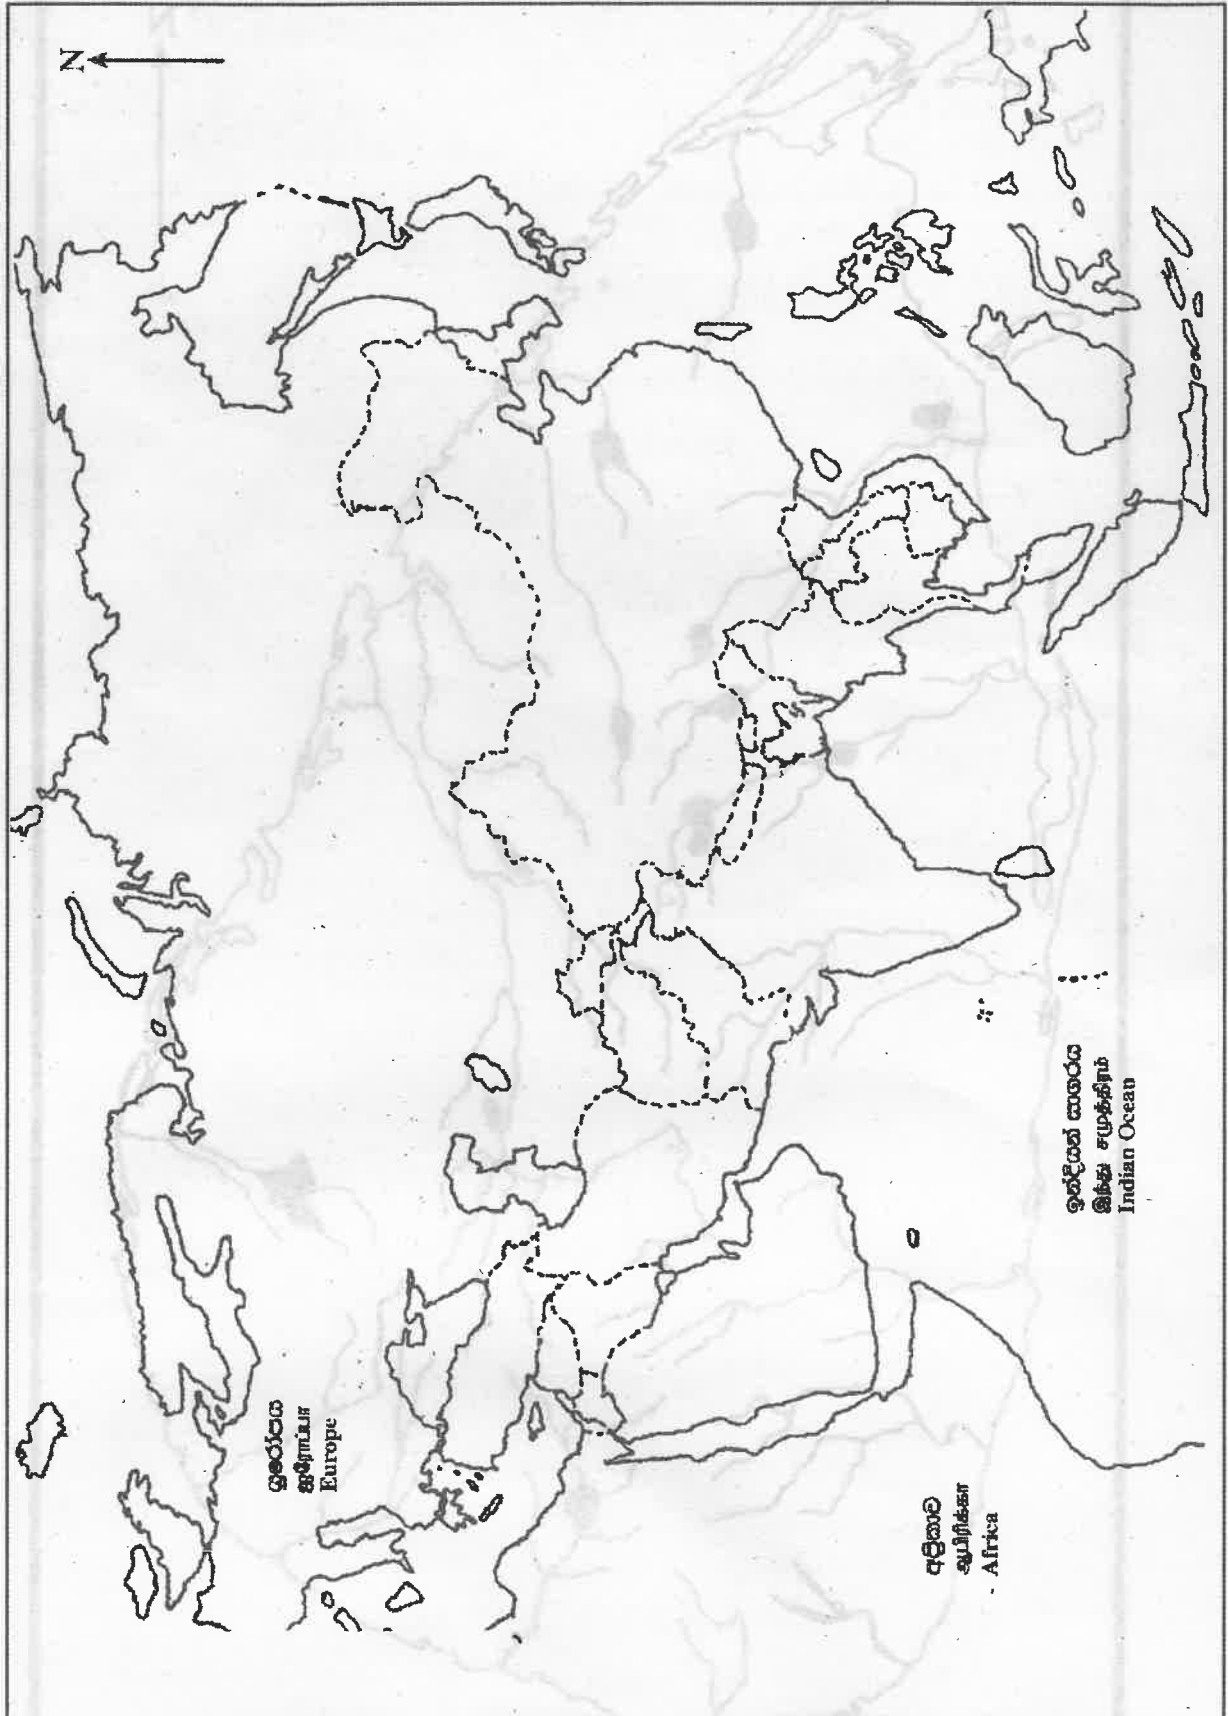 N
යුරෝපය
ஐரோப்பா
Europe
අප්‍රිකාව
ஆபிரிக்கா
Africa
ඉන්දියන් සාගරය
இந்து சமுத்திரம்
Indian Ocean